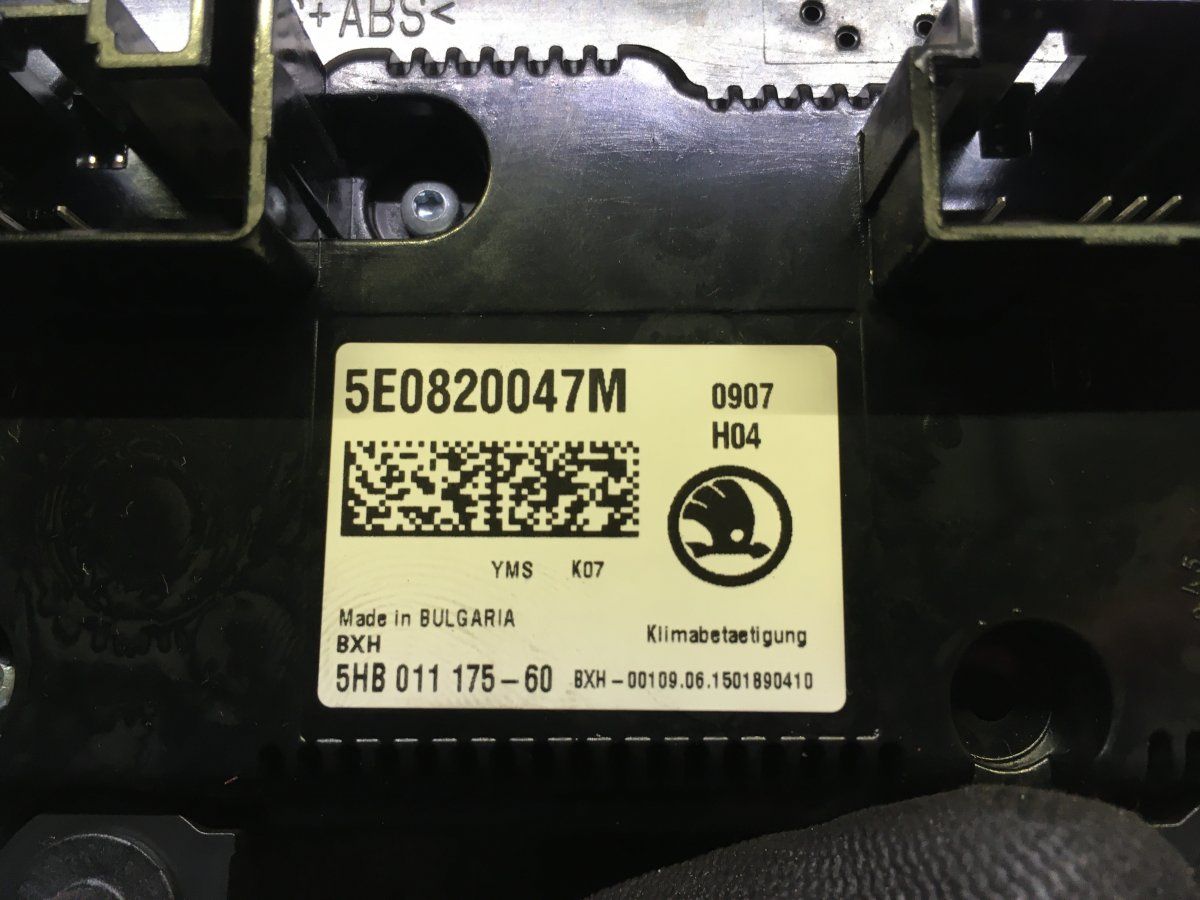 +ABS<
5E0820047M
0907
H04
YMS K07
Made in BULGARIA
BXH
Klimabetaetigung
5HB 011 175-60
BXH-00109.06.1501890410